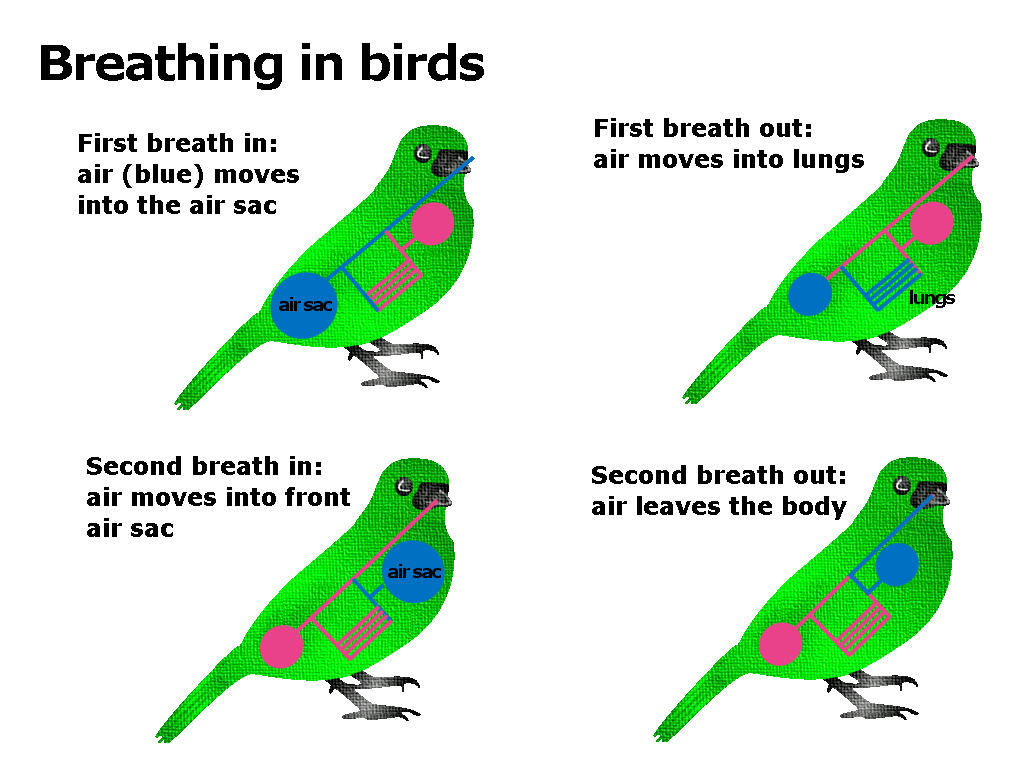 Breathing in birds
First breath in:
air (blue) moves
into the air sac
air sac
First breath out:
air moves into lungs
lungs
Second breath in:
air moves into front
air sac
air sac
Second breath out:
air leaves the body